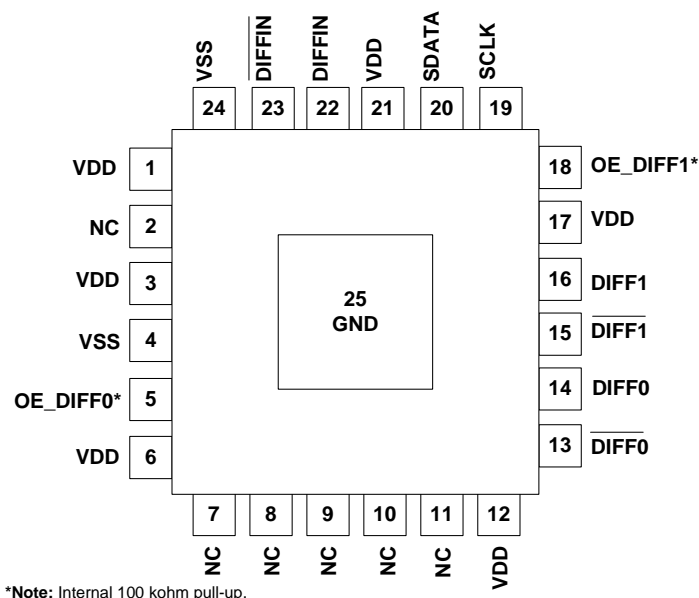 VSS
DIFFIN
DIFFIN
VDD
SDATA
SCLK
24
23
22
21
20
19
VDD 1
NC 2
VDD 3
VSS 4
OE_DIFF0* 5
VDD 6
25
GND
18 OE_DIFF1*
17 VDD
16 DIFF1
15 DIFF1
14 DIFF0
13 DIFF0
7
8
9
10
11
12
NC
NC
NC
NC
NC
VDD
*Note: Internal 100 kohm pull-up.